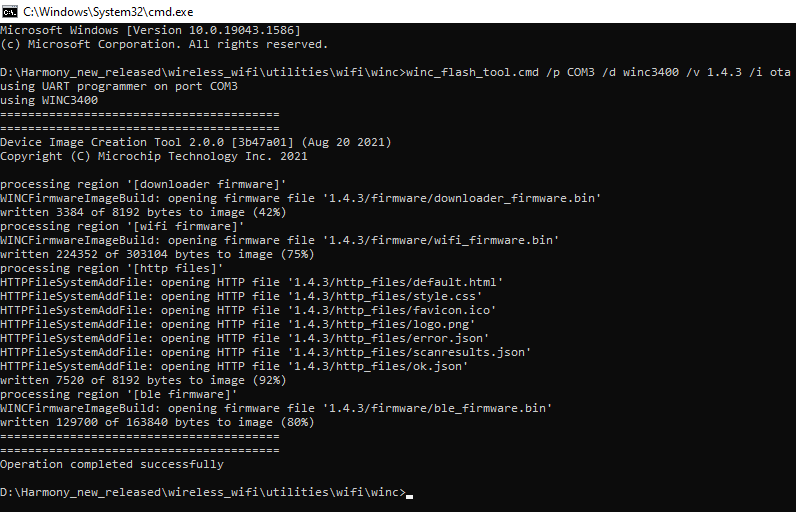 C:\Windows\System32\cmd.exe
Microsoft Windows [Version 10.0.19043.1586]
(c) Microsoft Corporation. All rights reserved.
D:\Harmony_new_released\wireless_wifi\utilities\wifi\winc>winc_flash_tool.cmd /p COM3 /d winc3400 /v 1.4.3 /i ota
using UART programmer on port COM3
using WINC3400
========================================
========================================
Device Image Creation Tool 2.0.0 [3b47a01] (Aug 20 2021)
Copyright (C) Microchip Technology Inc. 2021
processing region '[downloader firmware]'
WINCFirmwareImageBuild: opening firmware file '1.4.3/firmware/downloader_firmware.bin'
written 3384 of 8192 bytes to image (42%)
processing region '[wifi firmware]'
WINCFirmwareImageBuild: opening firmware file '1.4.3/firmware/wifi_firmware.bin'
written 224352 of 303104 bytes to image (75%)
processing region '[http files]'
HTTPFileSystemAddFile: opening HTTP file '1.4.3/http_files/default.html'
HTTPFileSystemAddFile: opening HTTP file '1.4.3/http_files/style.css'
HTTPFileSystemAddFile: opening HTTP file '1.4.3/http_files/favicon.ico'
HTTPFileSystemAddFile: opening HTTP file '1.4.3/http_files/logo.png'
HTTPFileSystemAddFile: opening HTTP file '1.4.3/http_files/error.json'
HTTPFileSystemAddFile: opening HTTP file '1.4.3/http_files/scanresults.json'
HTTPFileSystemAddFile: opening HTTP file '1.4.3/http_files/ok.json'
written 7520 of 8192 bytes to image (92%)
processing region '[ble firmware]'
WINCFirmwareImageBuild: opening firmware file '1.4.3/firmware/ble_firmware.bin'
written 129700 of 163840 bytes to image (80%)
========================================
========================================
Operation completed successfully
D:\Harmony_new_released\wireless_wifi\utilities\wifi\winc>